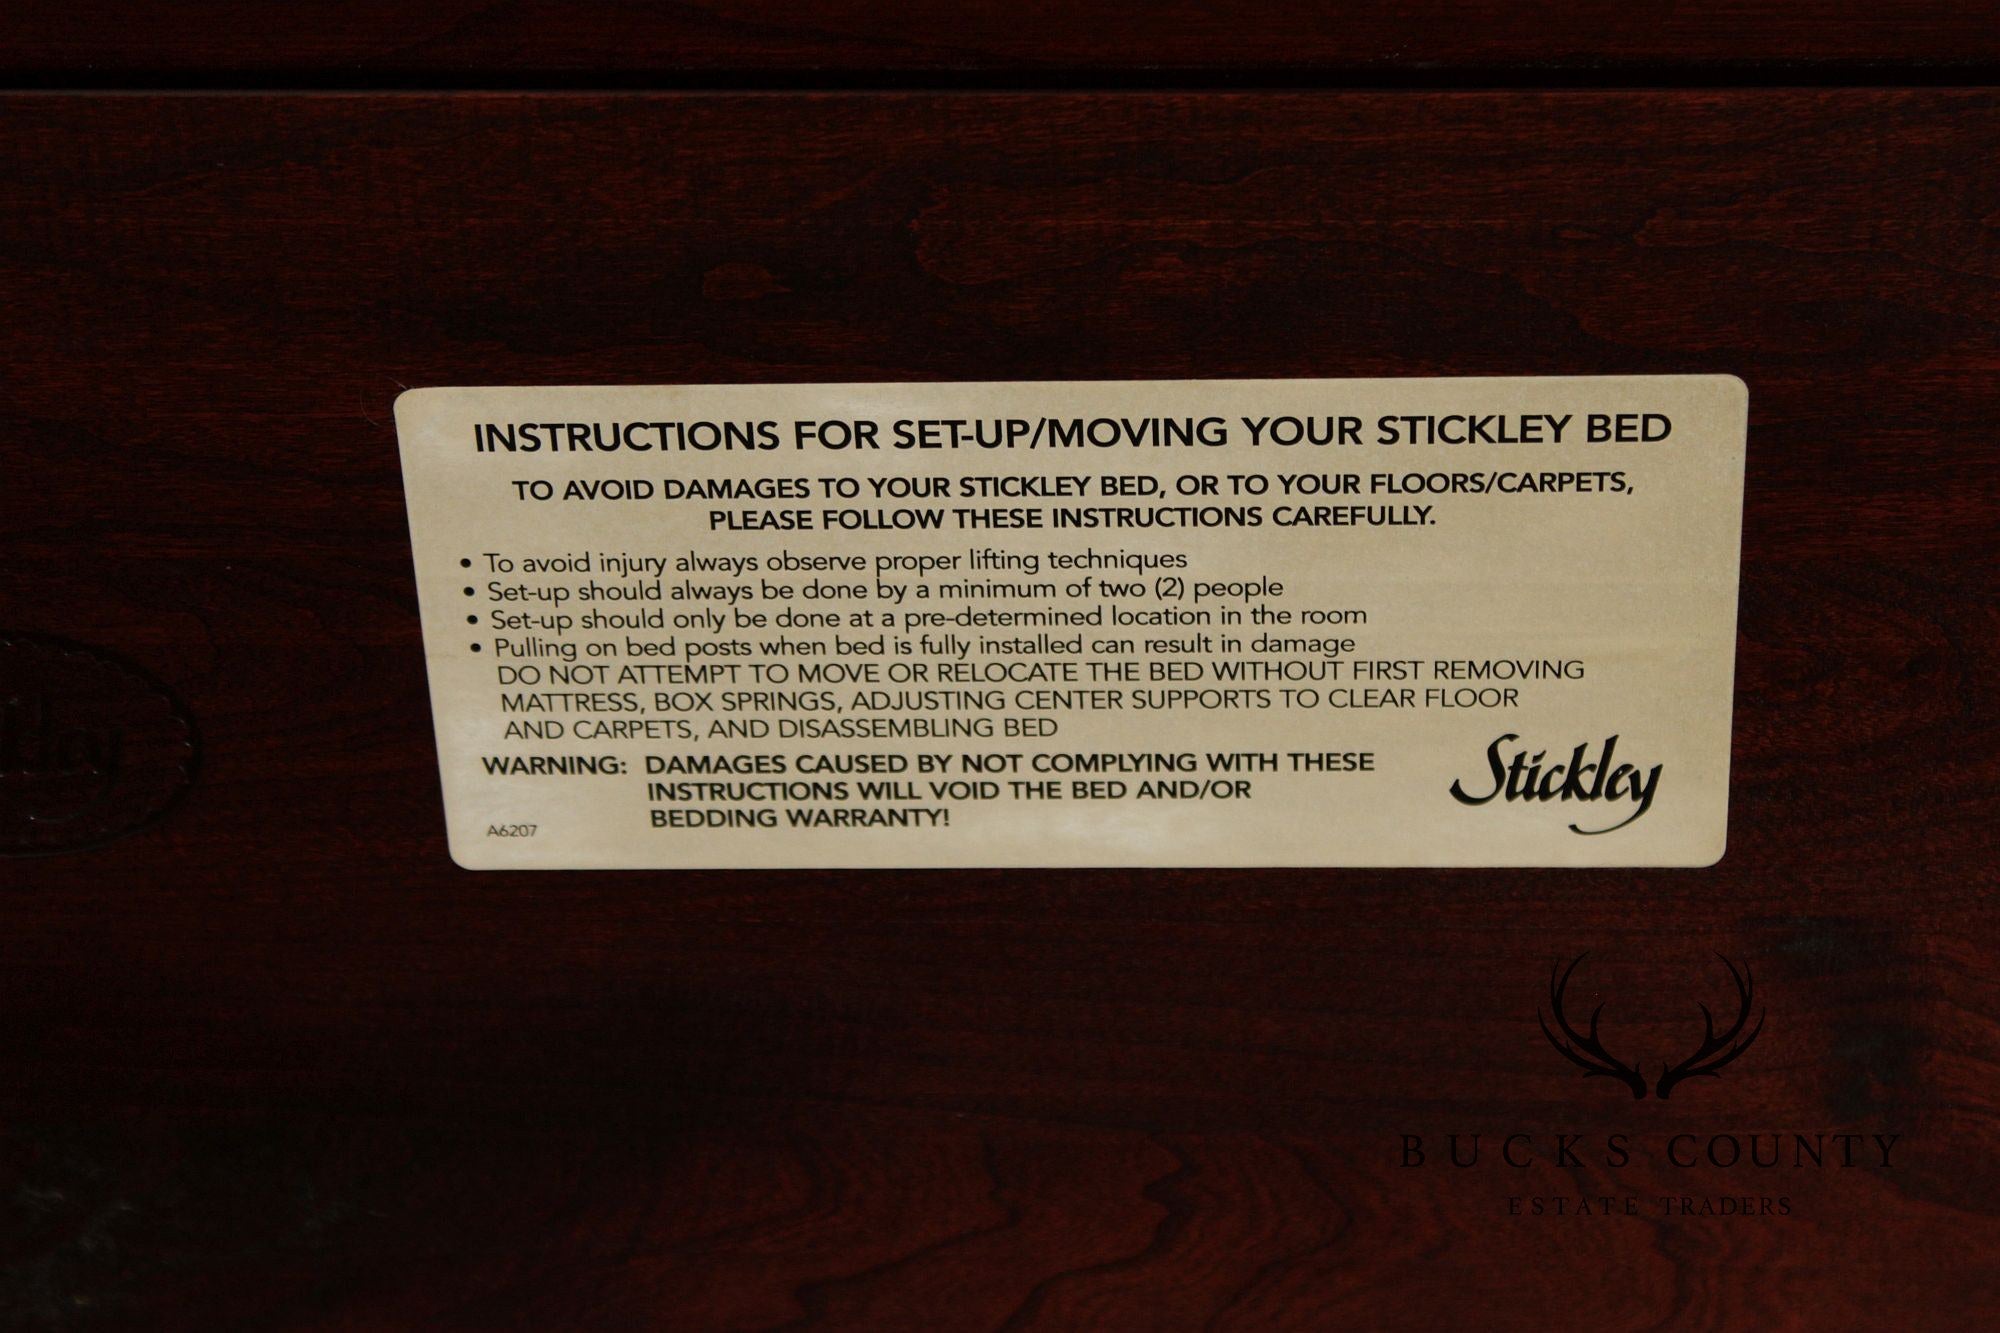 INSTRUCTIONS FOR SET-UP/MOVING YOUR STICKLEY BED
TO AVOID DAMAGES TO YOUR STICKLEY BED, OR TO YOUR FLOORS/CARPETS,
PLEASE FOLLOW THESE INSTRUCTIONS CAREFULLY.
• To avoid injury always observe proper lifting techniques
• Set-up should always be done by a minimum of two (2) people
• Set-up should only be done at a pre-determined location in the room
• Pulling on bed posts when bed is fully installed can result in damage
DO NOT ATTEMPT TO MOVE OR RELOCATE THE BED WITHOUT FIRST REMOVING
MATTRESS, BOX SPRINGS, ADJUSTING CENTER SUPPORTS TO CLEAR FLOOR
AND CARPETS, AND DISASSEMBLING BED
WARNING: DAMAGES CAUSED BY NOT COMPLYING WITH THESE
INSTRUCTIONS WILL VOID THE BED AND/OR
BEDDING WARRANTY!
A6207
Stickley
BUCKS COUNTY
ESTATE TRADERS